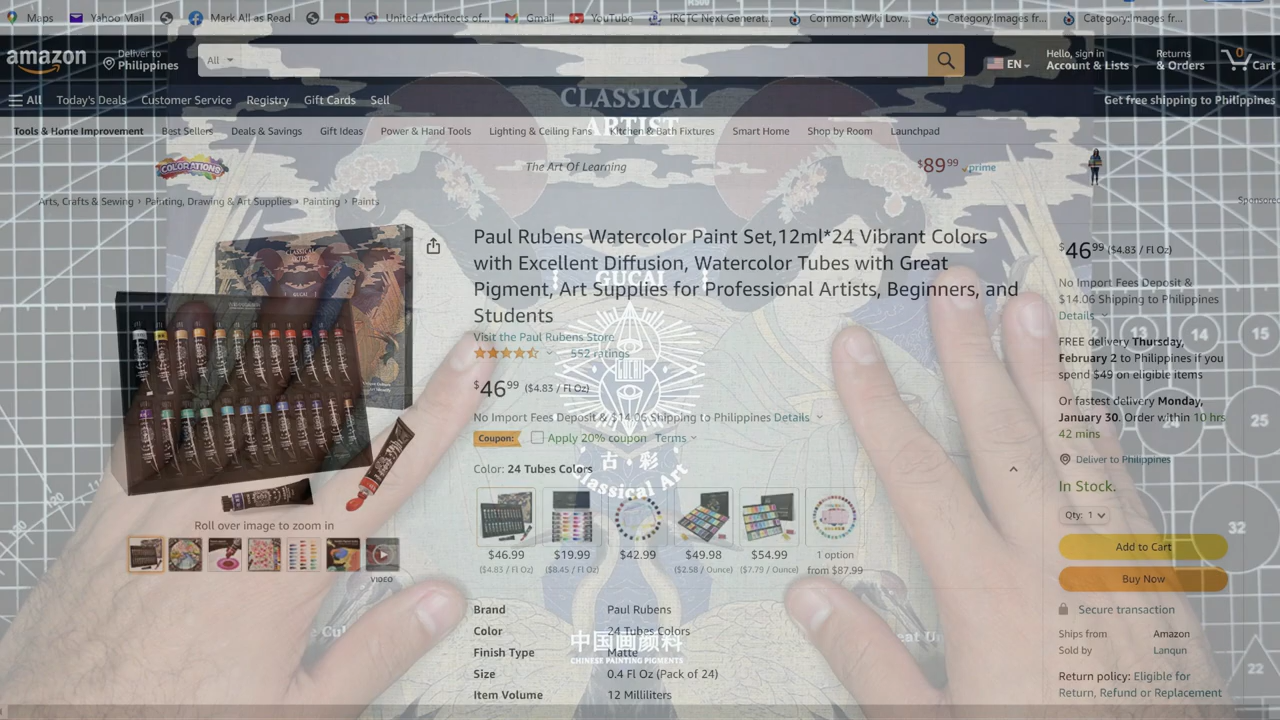 Maps Yahoo Mail Mark All as Read United Architects of... Gmail YouTube IRCTC Next Generat... Commons:Wiki Lov... Category:Images fr... Category:Images fr...
amazon
Deliver to
Philippines
All
EN
Hello, sign in
Account & Lists
Returns
& Orders
0
Cart
All Today's Deals Customer Service Registry Gift Cards Sell
Get free shipping to Philippines
CLASSICAL
ARTIST
Tools & Home Improvement Best Sellers Deals & Savings Gift Ideas Power & Hand Tools Lighting & Ceiling Fans Kitchen & Bath Fixtures Smart Home Shop by Room Launchpad
COLORATIONS
The Art Of Learning
$89.99 prime
Sponsored
Arts, Crafts & Sewing › Painting, Drawing & Art Supplies › Painting › Paints
Paul Rubens Watercolor Paint Set,12ml*24 Vibrant Colors
with Excellent Diffusion, Watercolor Tubes with Great
Pigment, Art Supplies for Professional Artists, Beginners, and
Students
GUCAI
Visit the Paul Rubens Store
552 ratings
$46.99 ($4.83 / Fl Oz)
No Import Fees Deposit & $14.06 Shipping to Philippines Details
Coupon: Apply 20% coupon Terms
古·彩
Classical Art
Color: 24 Tubes Colors
$46.99 $19.99 $42.99 $49.98 $54.99 1 option
($4.83 / Fl Oz) ($8.45 / Fl Oz) ($2.58 / Ounce) ($7.79 / Ounce) from $87.99
Roll over image to zoom in
VIDEO
Brand Paul Rubens
Color 24 Tubes Colors
中国画颜料
Finish Type Matte
CHINESE PAINTING PIGMENTS
Size 0.4 Fl Oz (Pack of 24)
Item Volume 12 Milliliters
$46.99 ($4.83 / Fl Oz)
No Import Fees Deposit &
$14.06 Shipping to Philippines
Details
FREE delivery Thursday,
February 2 to Philippines if you
spend $49 on eligible items
Or fastest delivery Monday,
January 30. Order within 10 hrs
42 mins
Deliver to Philippines
In Stock.
Qty: 1
Add to Cart
Buy Now
Secure transaction
Ships from Amazon
Sold by Lanqun
Return policy: Eligible for
Return, Refund or Replacement
13 14 15
25
32
22